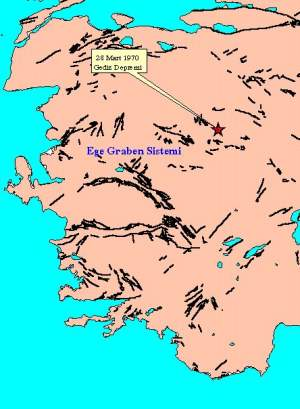 28 Mart 1970
Gediz Depremi
Ege Graben Sistemi